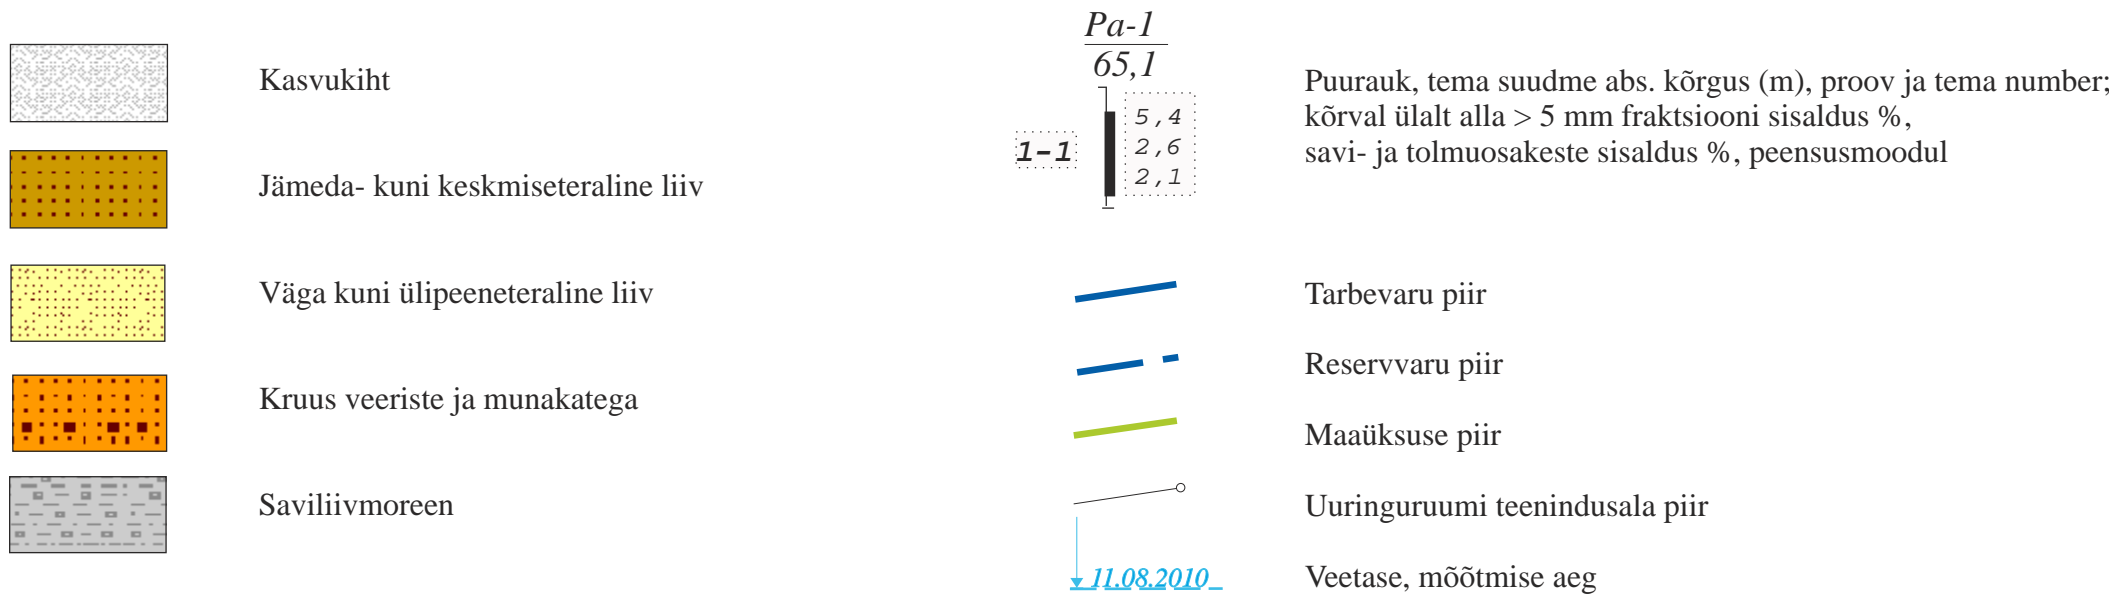 Kasvukiht
Jämeda- kuni keskmiseteraline liiv
Väga kuni ülipeeneteraline liiv
Kruus veeriste ja munakatega
Saviliivmoreen
Pa-1
65,1
1-1
5,4
2,6
2,1
Puurauk, tema suudme abs. kõrgus (m), proov ja tema number;
kõrval ülalt alla > 5 mm fraktsiooni sisaldus %,
savi- ja tolmuosakeste sisaldus %, peensusmoodul
Tarbevaru piir
Reservvaru piir
Maaüksuse piir
Uuringuruumi teenindusala piir
11.08.2010
Veetase, mõõtmise aeg